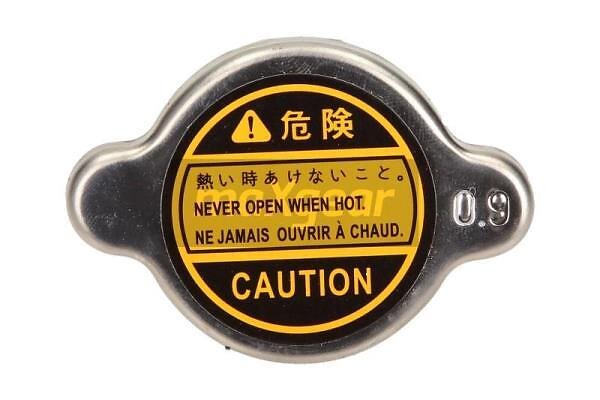 危険
熱い時あけないこと。
NEVER OPEN WHEN HOT.
maxgear
NE JAMAIS OUVRIR À CHAUD.
CAUTION
0.9